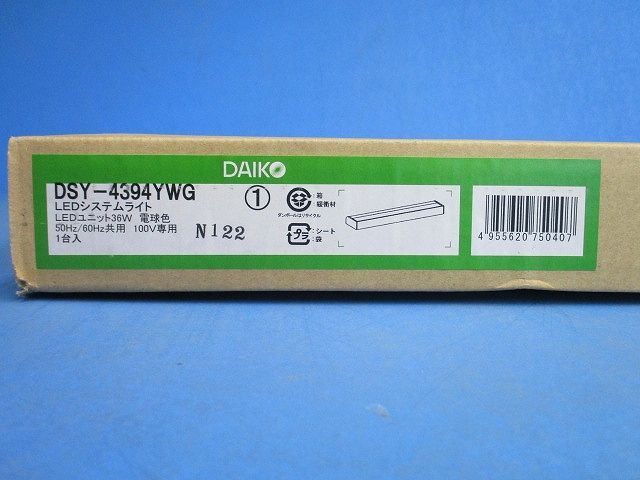 DAIKO
DSY-4394YWG
LEDシステムライト
LEDユニット36W 電球色
50Hz/60Hz共用 100V専用
1台入
N122
①
箱
緩衝材
ダンボールはリサイクル
プラ
:シート
:袋
4 955620 750407